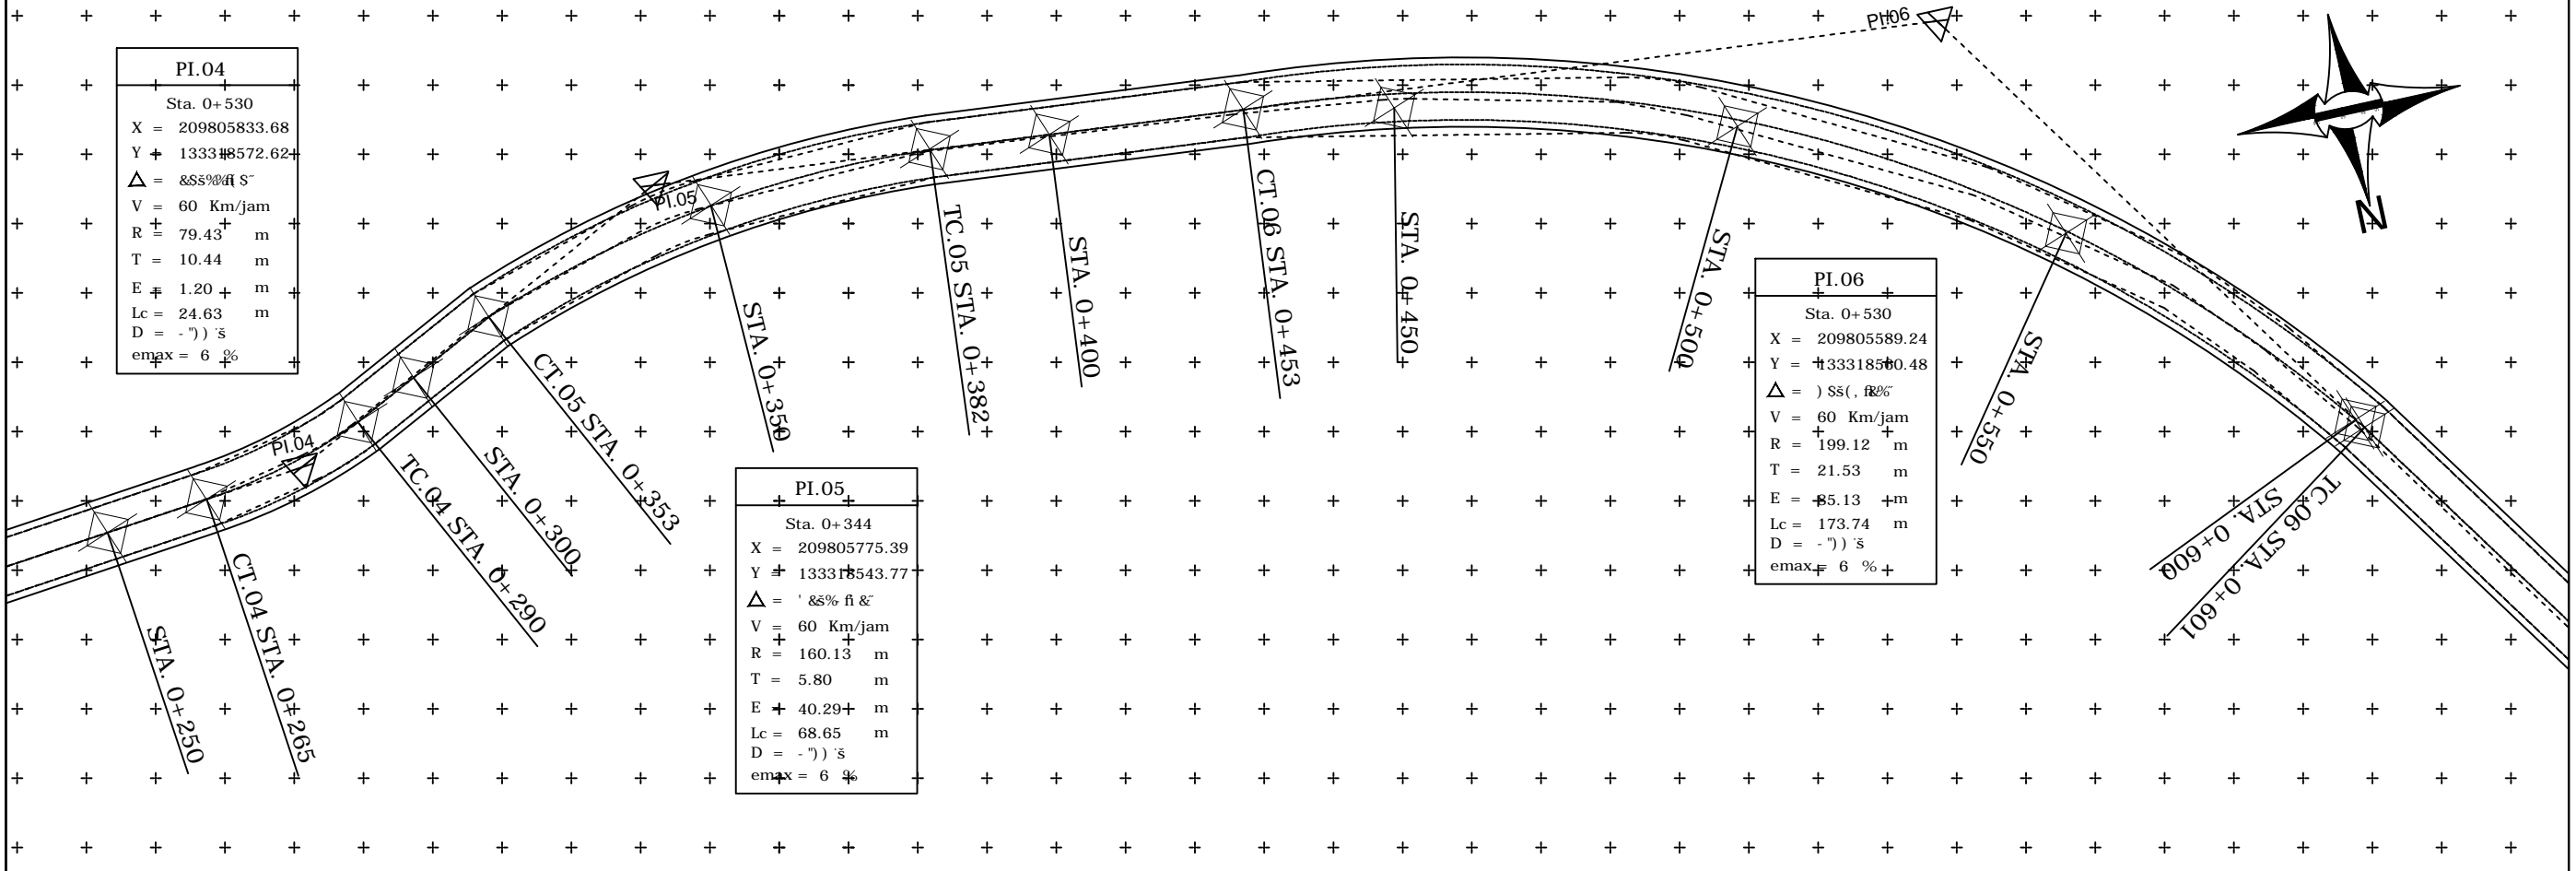 PI.04
Sta. 0+530
X = 209805833.68
Y = 133318572.62
V = 60 Km/jam
R = 79.43 m
T = 10.44 m
E = 1.20 m
Lc = 24.63 m
D =
emax = 6 %
PI.04
PI.05
PI.06
STA. 0+250
CT.04 STA. 0+265
TC.04 STA. 0+290
STA. 0+300
CT.05 STA. 0+353
STA. 0+350
TC.05 STA. 0+382
STA. 0+400
CT.06 STA. 0+453
STA. 0+450
STA. 0+500
STA. 0+550
STA. 0+600
TC.06 STA. 0+601
PI.05
Sta. 0+344
X = 209805775.39
Y = 133318543.77
V = 60 Km/jam
R = 160.13 m
T = 5.80 m
E = 40.29 m
Lc = 68.65 m
D =
emax = 6 %
PI.06
Sta. 0+530
X = 209805589.24
Y = 133318560.48
V = 60 Km/jam
R = 199.12 m
T = 21.53 m
E = 85.13 m
Lc = 173.74 m
D =
emax = 6 %
N